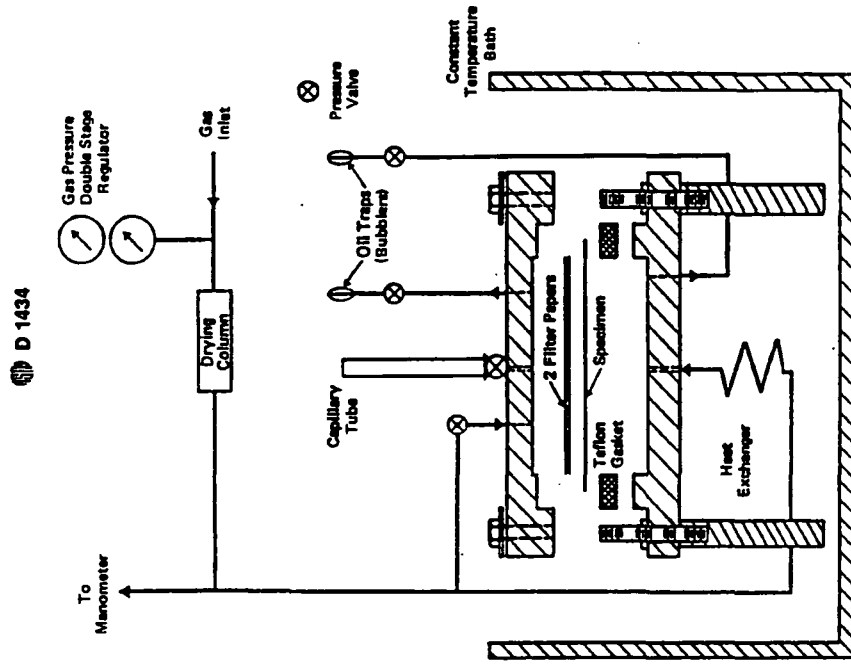 D 1434
Gas Pressure
Double Stage
Regulator
Gas
Inlet
Drying
Column
To
Manometer
Capillary
Tube
Oil Traps
(Bubblers)
Pressure
Valve
Constant
Temperature
Bath
2 Filter Papers
Specimen
Teflon
Gasket
Heat
Exchanger